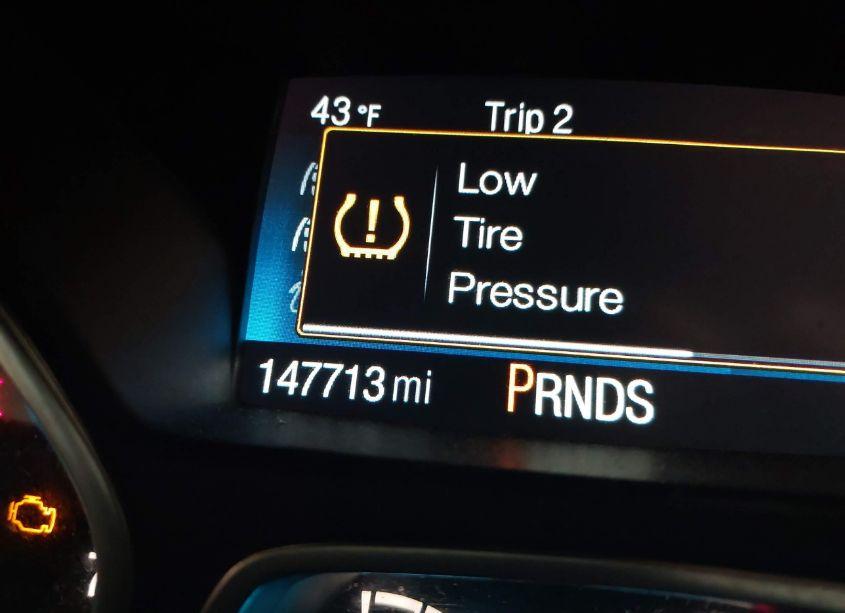 43 °F Trip 2
Low
Tire
Pressure
147713 mi PRNDS